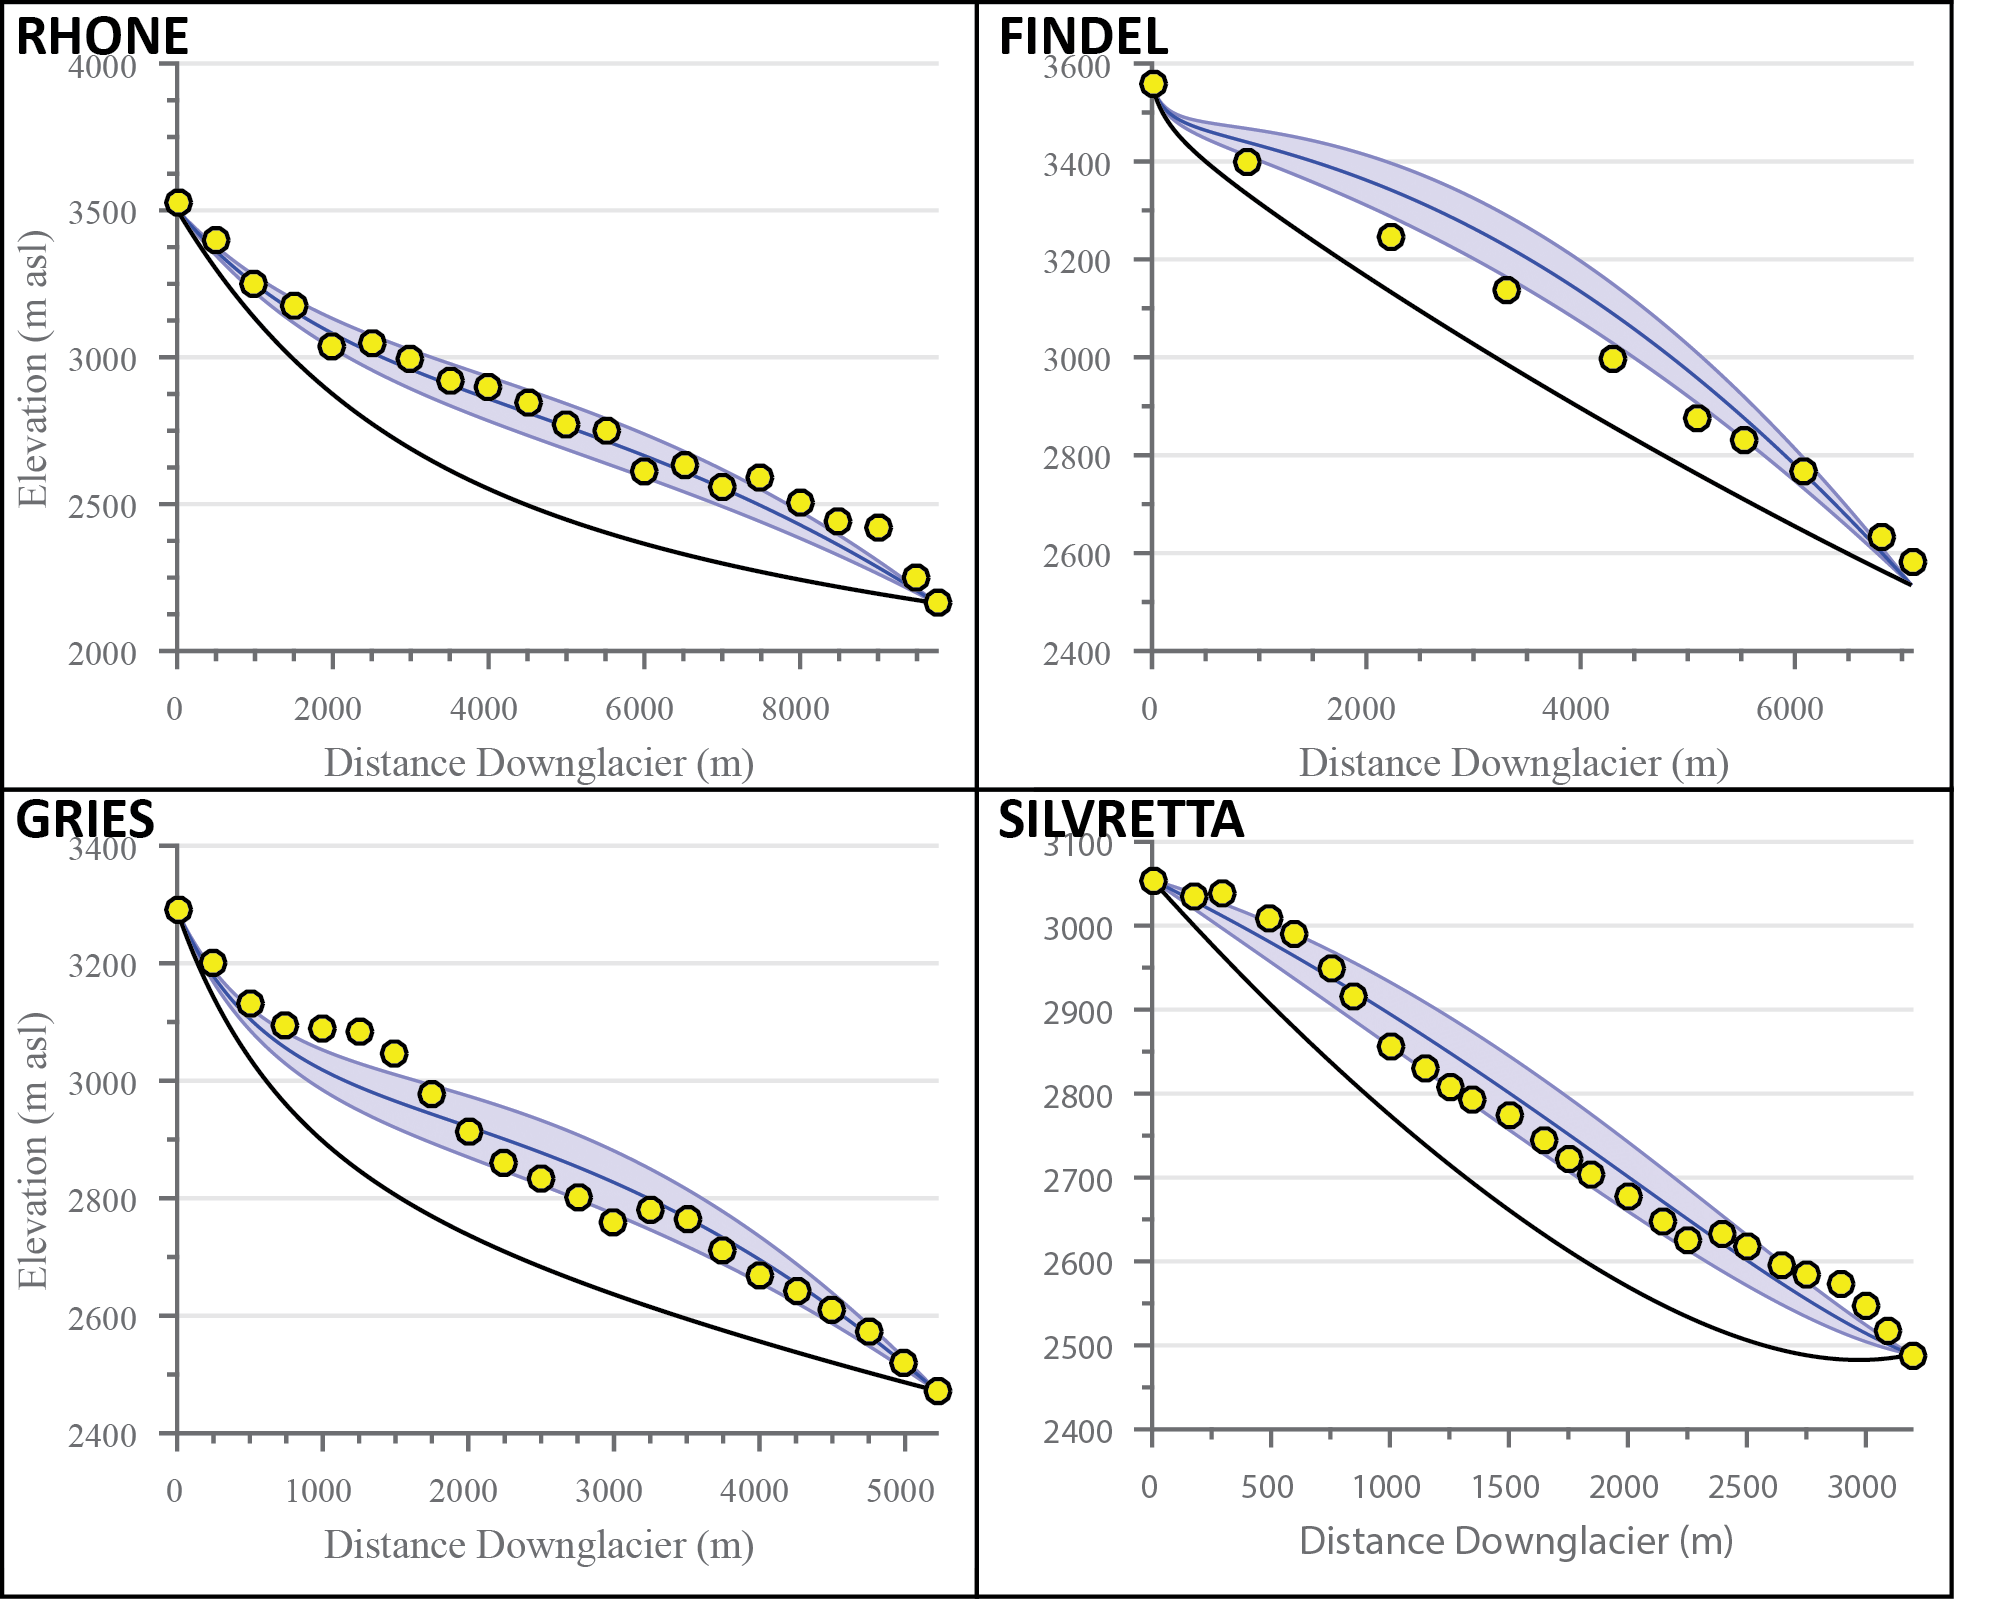 RHONE
4000
3500
3000
2500
2000
Elevation (m asl)
0 2000 4000 6000 8000
Distance Downglacier (m)
FINDEL
3600
3400
3200
3000
2800
2600
2400
0 2000 4000 6000
Distance Downglacier (m)
GRIES
3400
3200
3000
2800
2600
2400
Elevation (m asl)
0 1000 2000 3000 4000 5000
Distance Downglacier (m)
SILVRETTA
3100
3000
2900
2800
2700
2600
2500
2400
0 500 1000 1500 2000 2500 3000
Distance Downglacier (m)